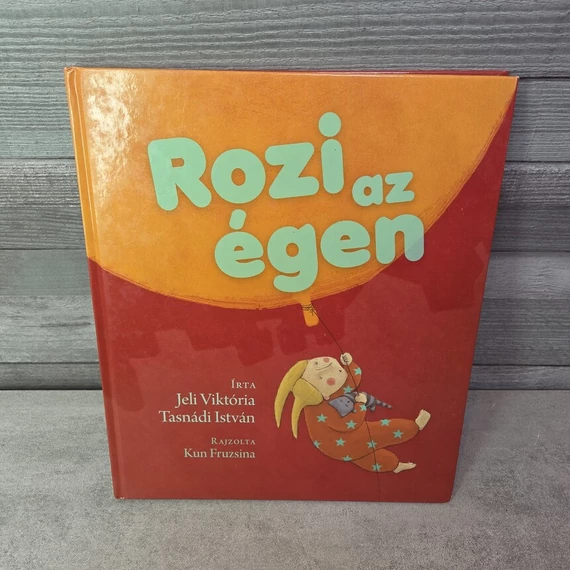 Rozi az
égen
ÍRTA
Jeli Viktória
Tasnádi István
RAJZOLTA
Kun Fruzsina